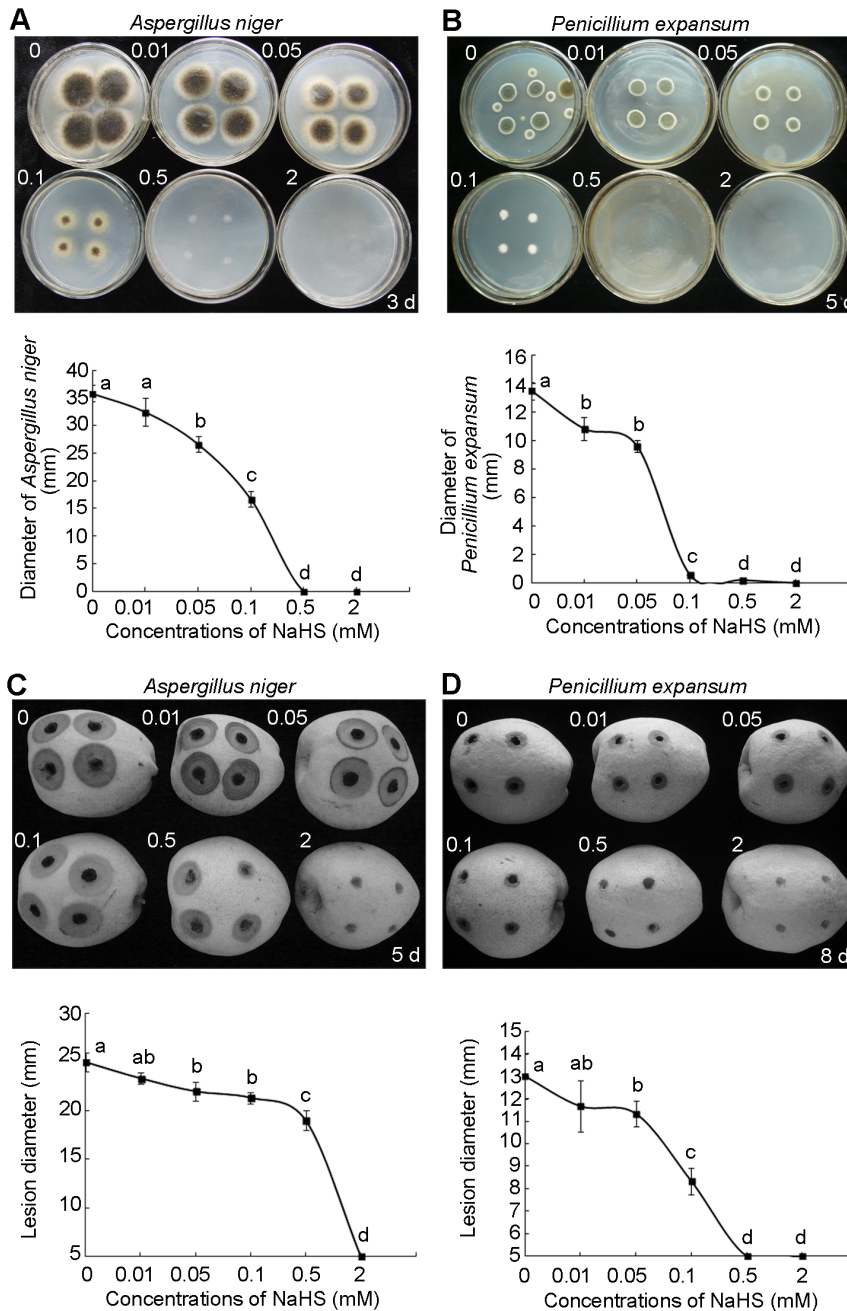 A
Aspergillus niger
0
0.01
0.05
0.1
0.5
2
3 d
B
Penicillium expansum
0
0.01
0.05
0.1
0.5
2
5 d
Diameter of Aspergillus niger
(mm)
40
35
30
25
20
15
10
5
0
a
a
b
c
d
d
0 0.01 0.05 0.1 0.5 2
Concentrations of NaHS (mM)
Diameter of
Penicillium expansum
(mm)
16
14
12
10
8
6
4
2
0
a
b
b
c
d
d
0 0.01 0.05 0.1 0.5 2
Concentrations of NaHS (mM)
C
Aspergillus niger
0
0.01
0.05
0.1
0.5
2
5 d
D
Penicillium expansum
0
0.01
0.05
0.1
0.5
2
8 d
Lesion diameter (mm)
30
25
20
15
10
5
a
ab
b
b
c
d
0 0.01 0.05 0.1 0.5 2
Concentrations of NaHS (mM)
Lesion diameter (mm)
15
14
13
12
11
10
9
8
7
6
5
a
ab
b
c
d
d
0 0.01 0.05 0.1 0.5 2
Concentrations of NaHS (mM)